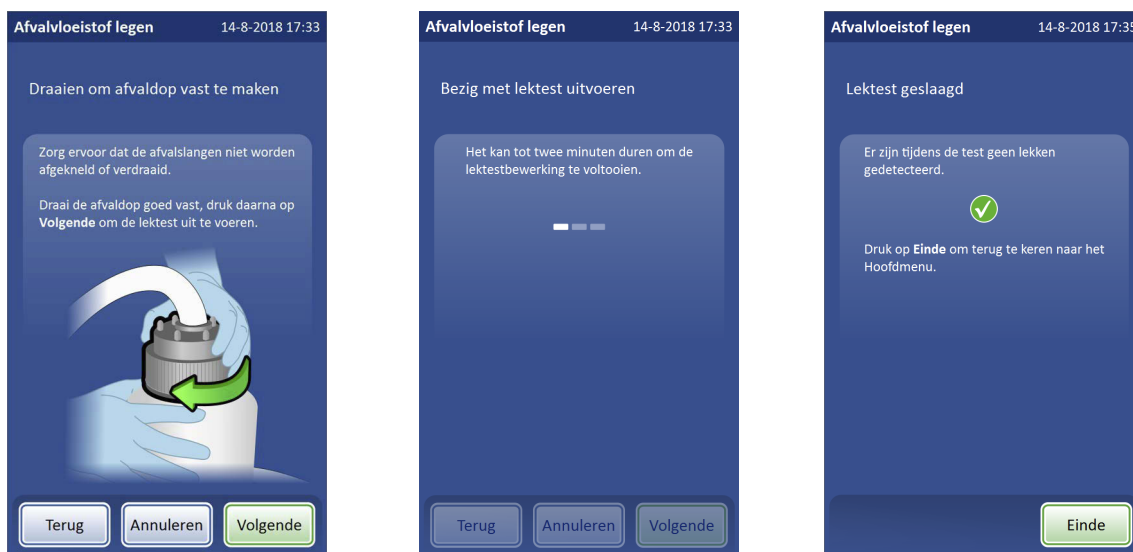 Afvalvloeistof legen 14-8-2018 17:33
Draaien om afvaldop vast te maken
Zorg ervoor dat de afvalslangen niet worden
afgekneld of verdraaid.
Draai de afvaldop goed vast, druk daarna op
Volgende om de lektest uit te voeren.
Terug Annuleren Volgende
Afvalvloeistof legen 14-8-2018 17:33
Bezig met lektest uitvoeren
Het kan tot twee minuten duren om de
lektestbewerking te voltooien.
Terug Annuleren Volgende
Afvalvloeistof legen 14-8-2018 17:35
Lektest geslaagd
Er zijn tijdens de test geen lekken
gedetecteerd.
Druk op Einde om terug te keren naar het
Hoofdmenu.
Einde